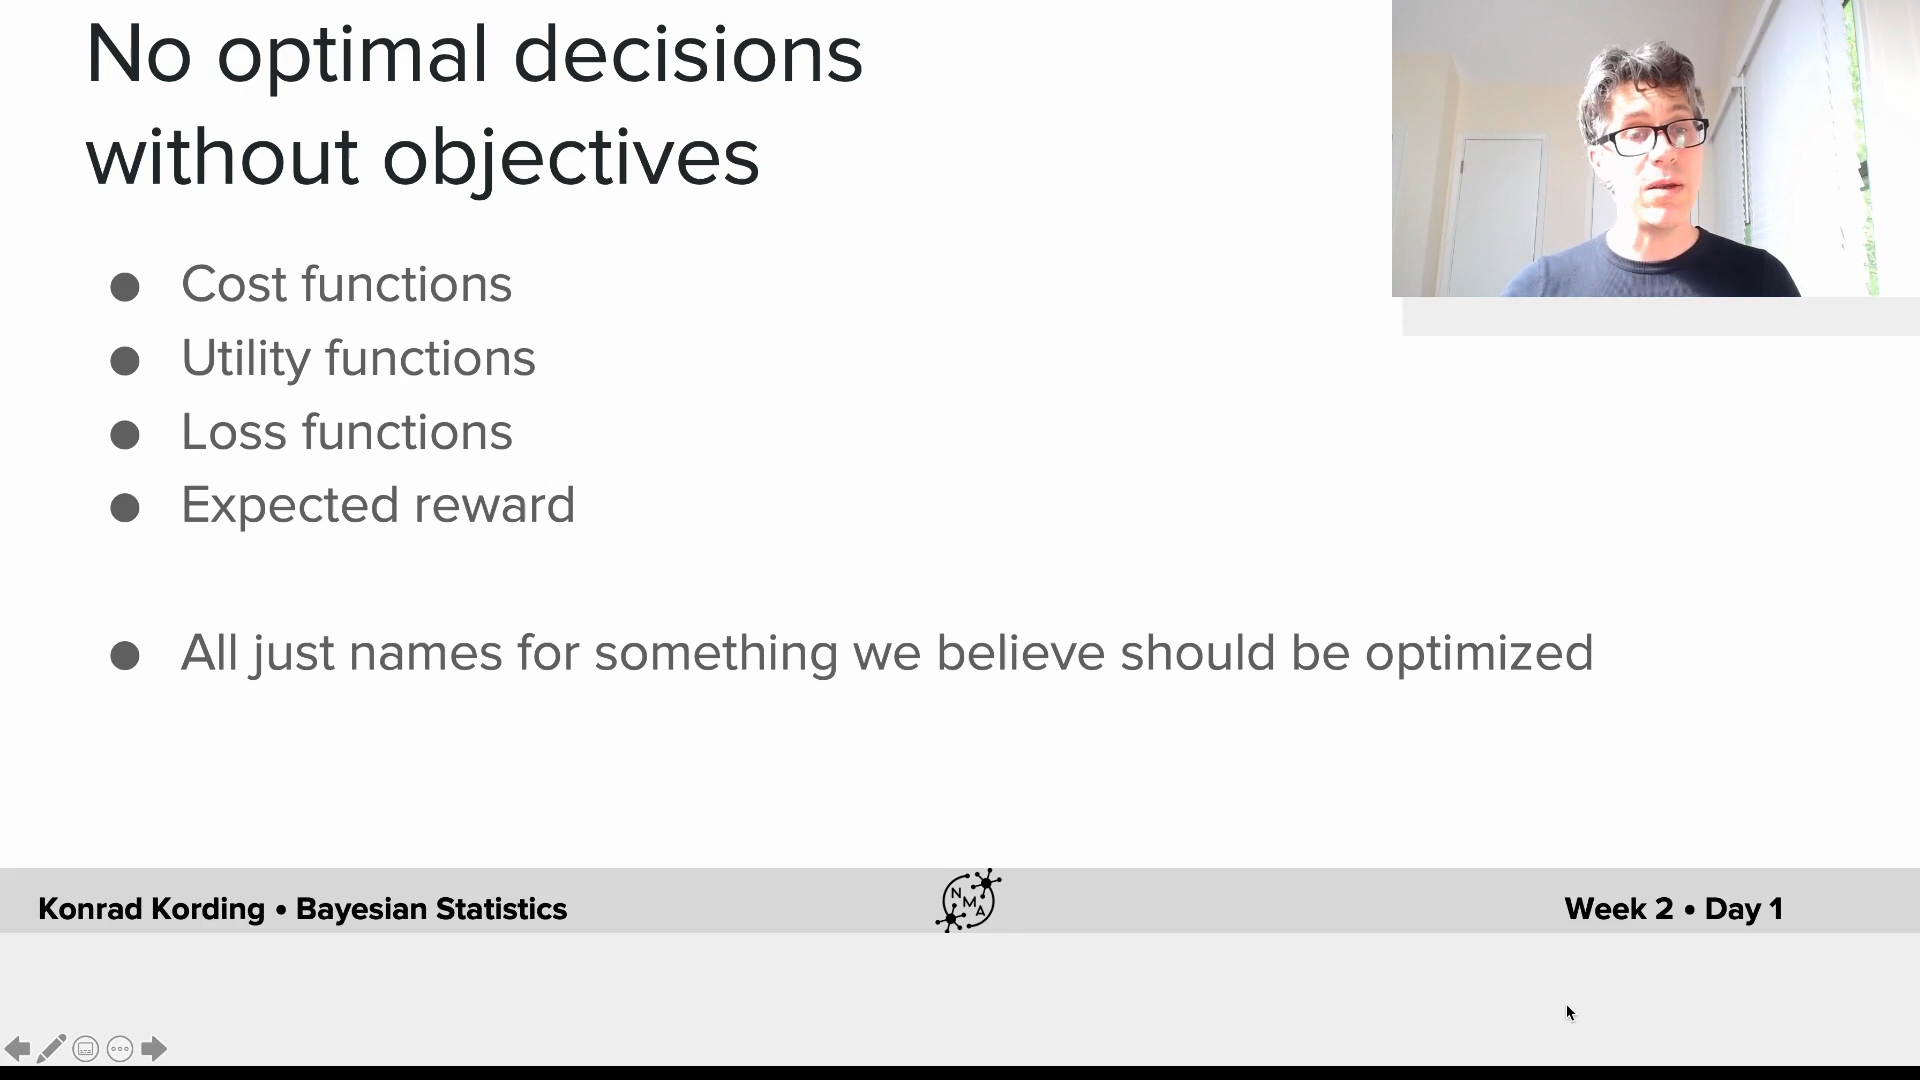 No optimal decisions
without objectives
● Cost functions
● Utility functions
● Loss functions
● Expected reward
● All just names for something we believe should be optimized
Konrad Kording • Bayesian Statistics
N
M
A
Week 2 • Day 1